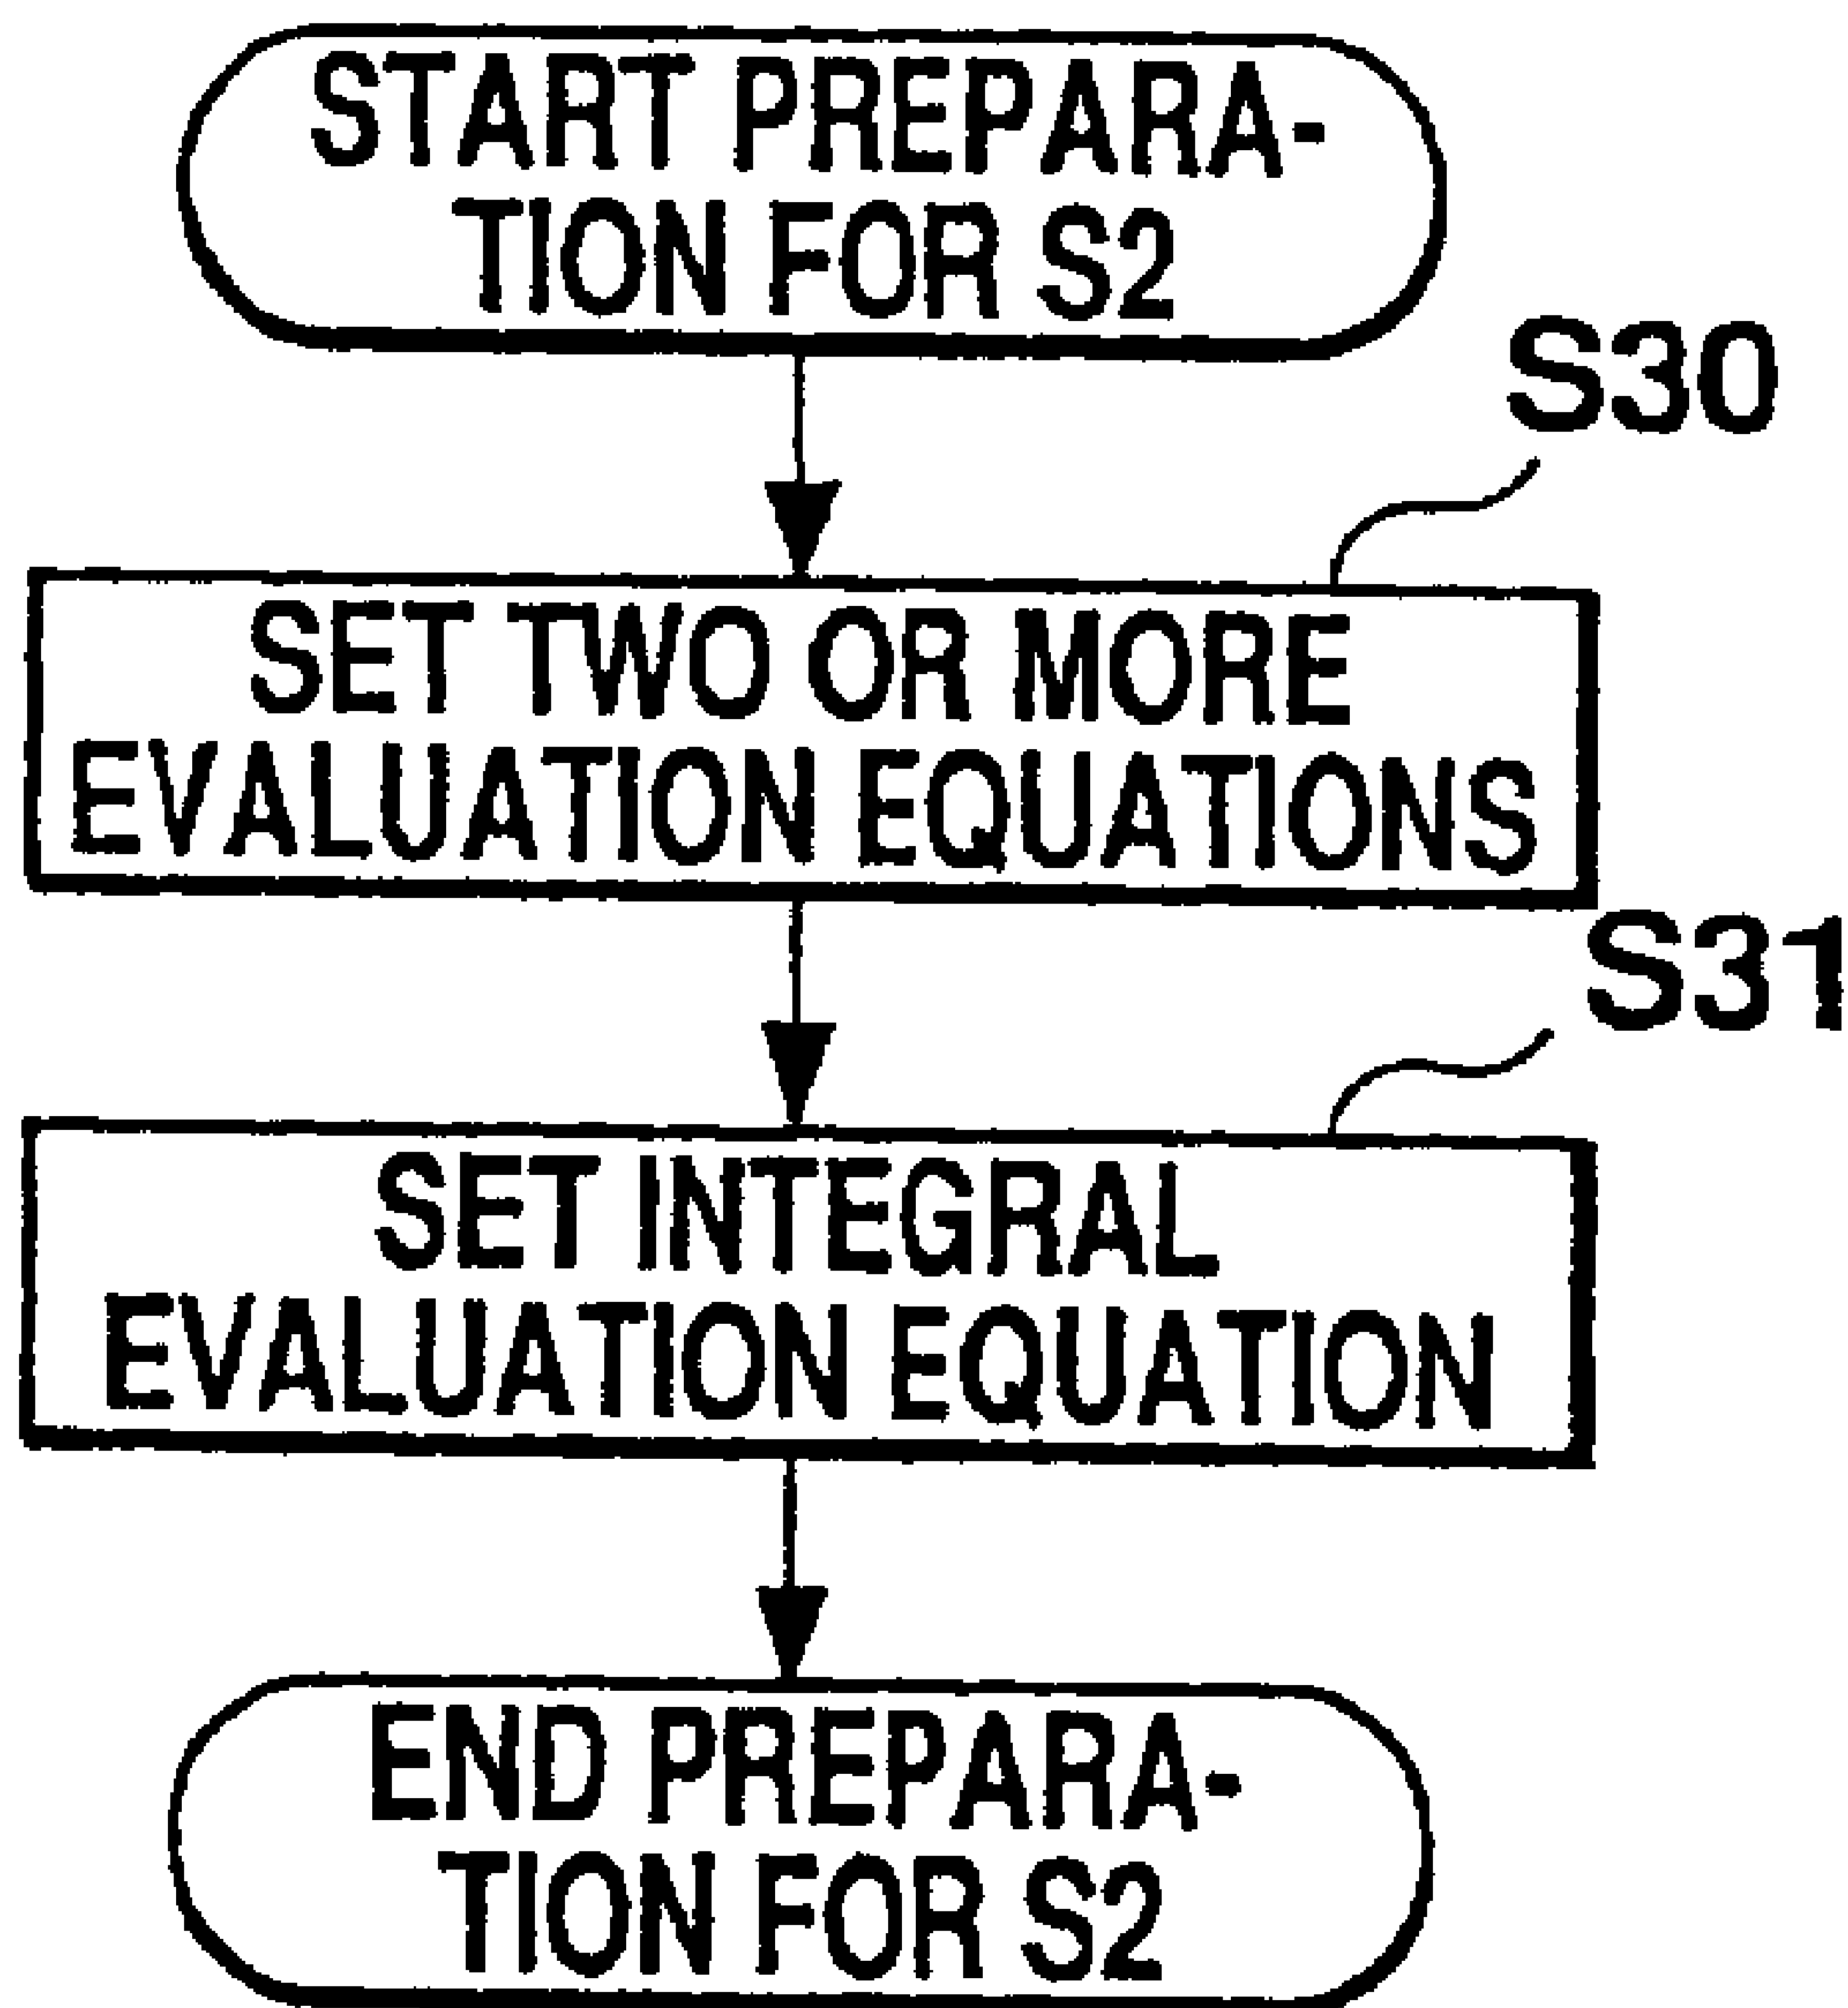 START PREPARA-
TION FOR S2
S30
SET TWO OR MORE
EVALUATION EQUATIONS
S31
SET INTEGRAL
EVALUATION EQUATION
END PREPARA-
TION FOR S2